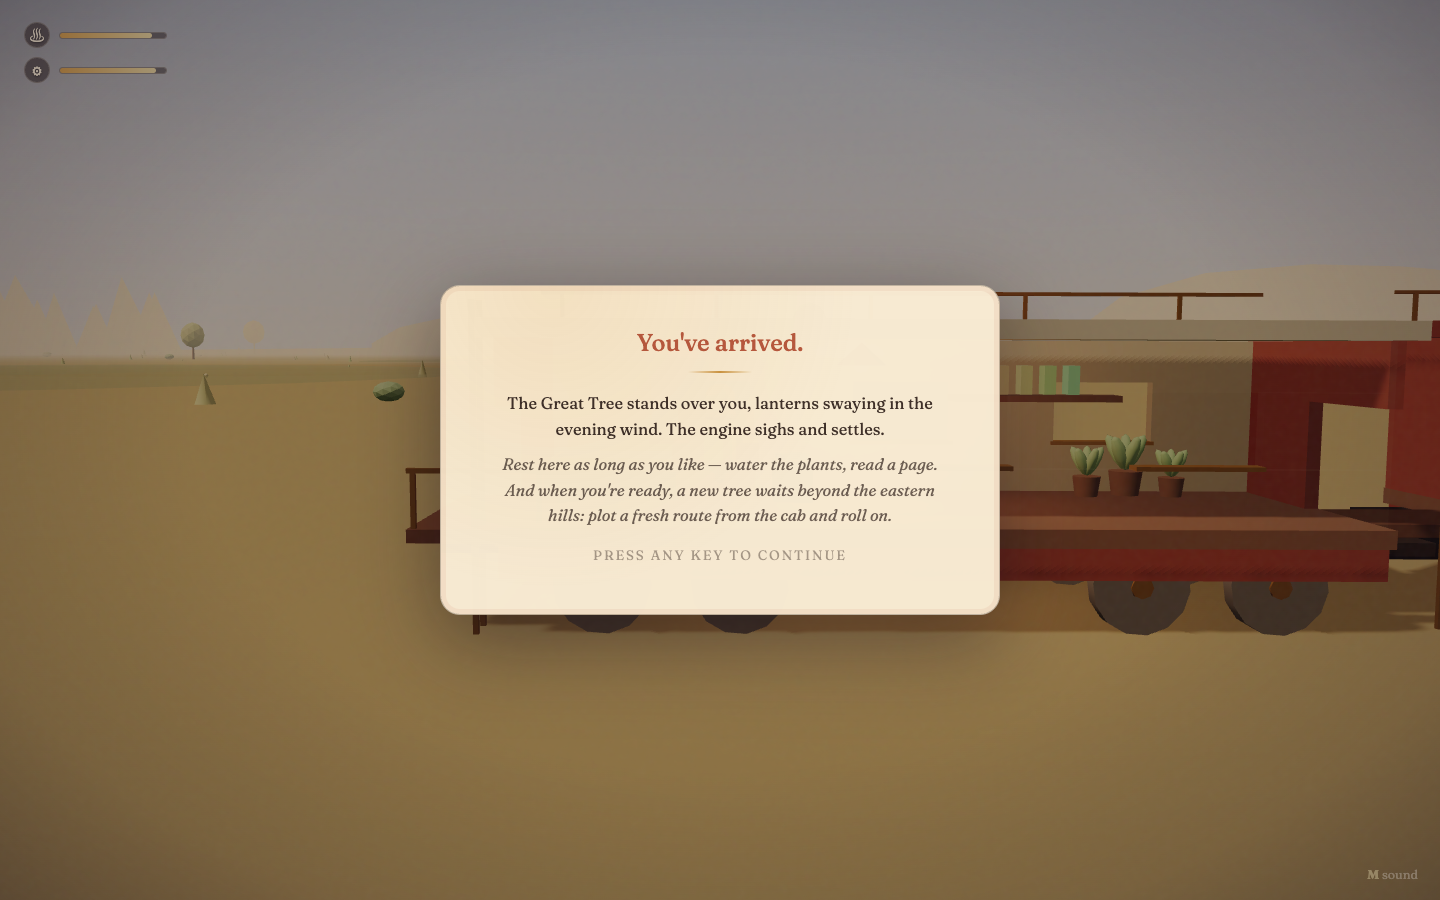 You've arrived.
The Great Tree stands over you, lanterns swaying in the
evening wind. The engine sighs and settles.
Rest here as long as you like — water the plants, read a page.
And when you're ready, a new tree waits beyond the eastern
hills: plot a fresh route from the cab and roll on.
PRESS ANY KEY TO CONTINUE
M sound